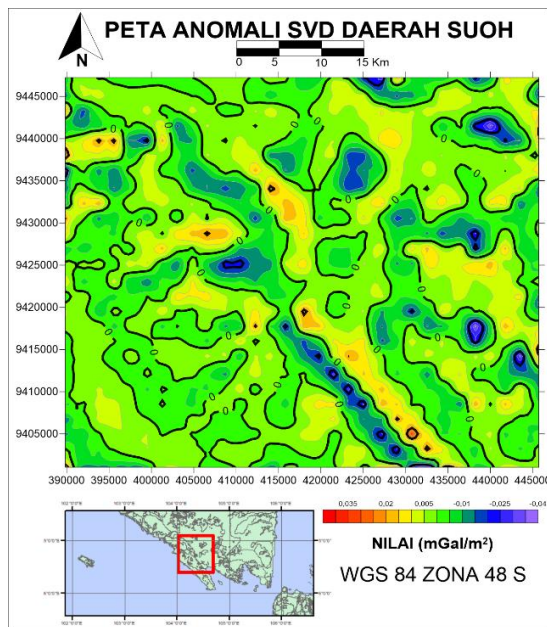 PETA ANOMALI SVD DAERAH SUOH
N
0 5 10 15 Km
9445000
9440000
9435000
9430000
9425000
9420000
9415000
9410000
9405000
390000 395000 400000 405000 410000 415000 420000 425000 430000 435000 440000 445000
0,035 0,02 0,005 -0,01 -0,025 -0,04
NILAI (mGal/m²)
WGS 84 ZONA 48 S